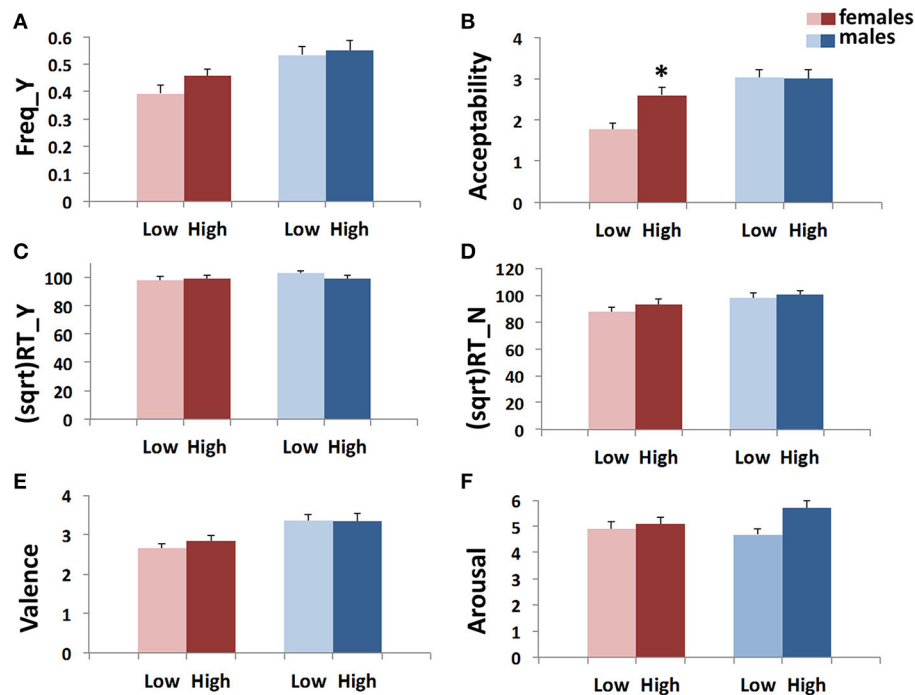 A
Freq_Y
0.6
0.5
0.4
0.3
0.2
0.1
0
Low High
Low High
B
females
males
Acceptability
4
3
2
1
0
*
Low High
Low High
C
(sqrt)RT_Y
100
80
60
40
20
0
Low High
Low High
D
(sqrt)RT_N
120
100
80
60
40
20
0
Low High
Low High
E
Valence
4
3
2
1
0
Low High
Low High
F
Arousal
6
5
4
3
2
1
0
Low High
Low High